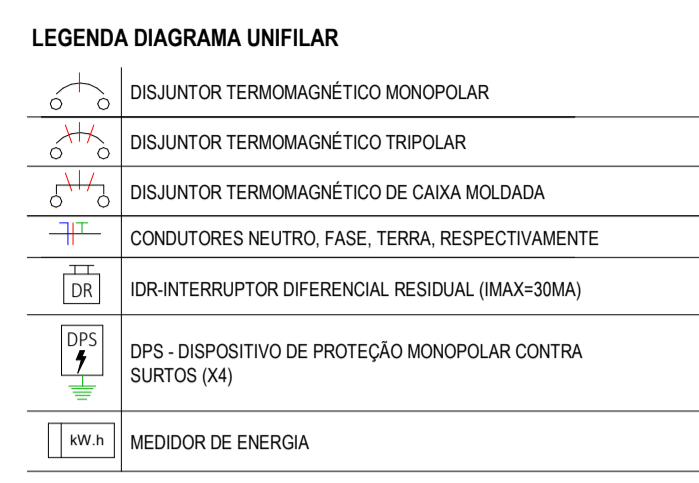 LEGENDA DIAGRAMA UNIFILAR
DISJUNTOR TERMOMAGNÉTICO MONOPOLAR
DISJUNTOR TERMOMAGNÉTICO TRIPOLAR
DISJUNTOR TERMOMAGNÉTICO DE CAIXA MOLDADA
CONDUTORES NEUTRO, FASE, TERRA, RESPECTIVAMENTE
DR IDR-INTERRUPTOR DIFERENCIAL RESIDUAL (IMAX=30MA)
DPS
DPS - DISPOSITIVO DE PROTEÇÃO MONOPOLAR CONTRA
SURTOS (X4)
kW.h MEDIDOR DE ENERGIA